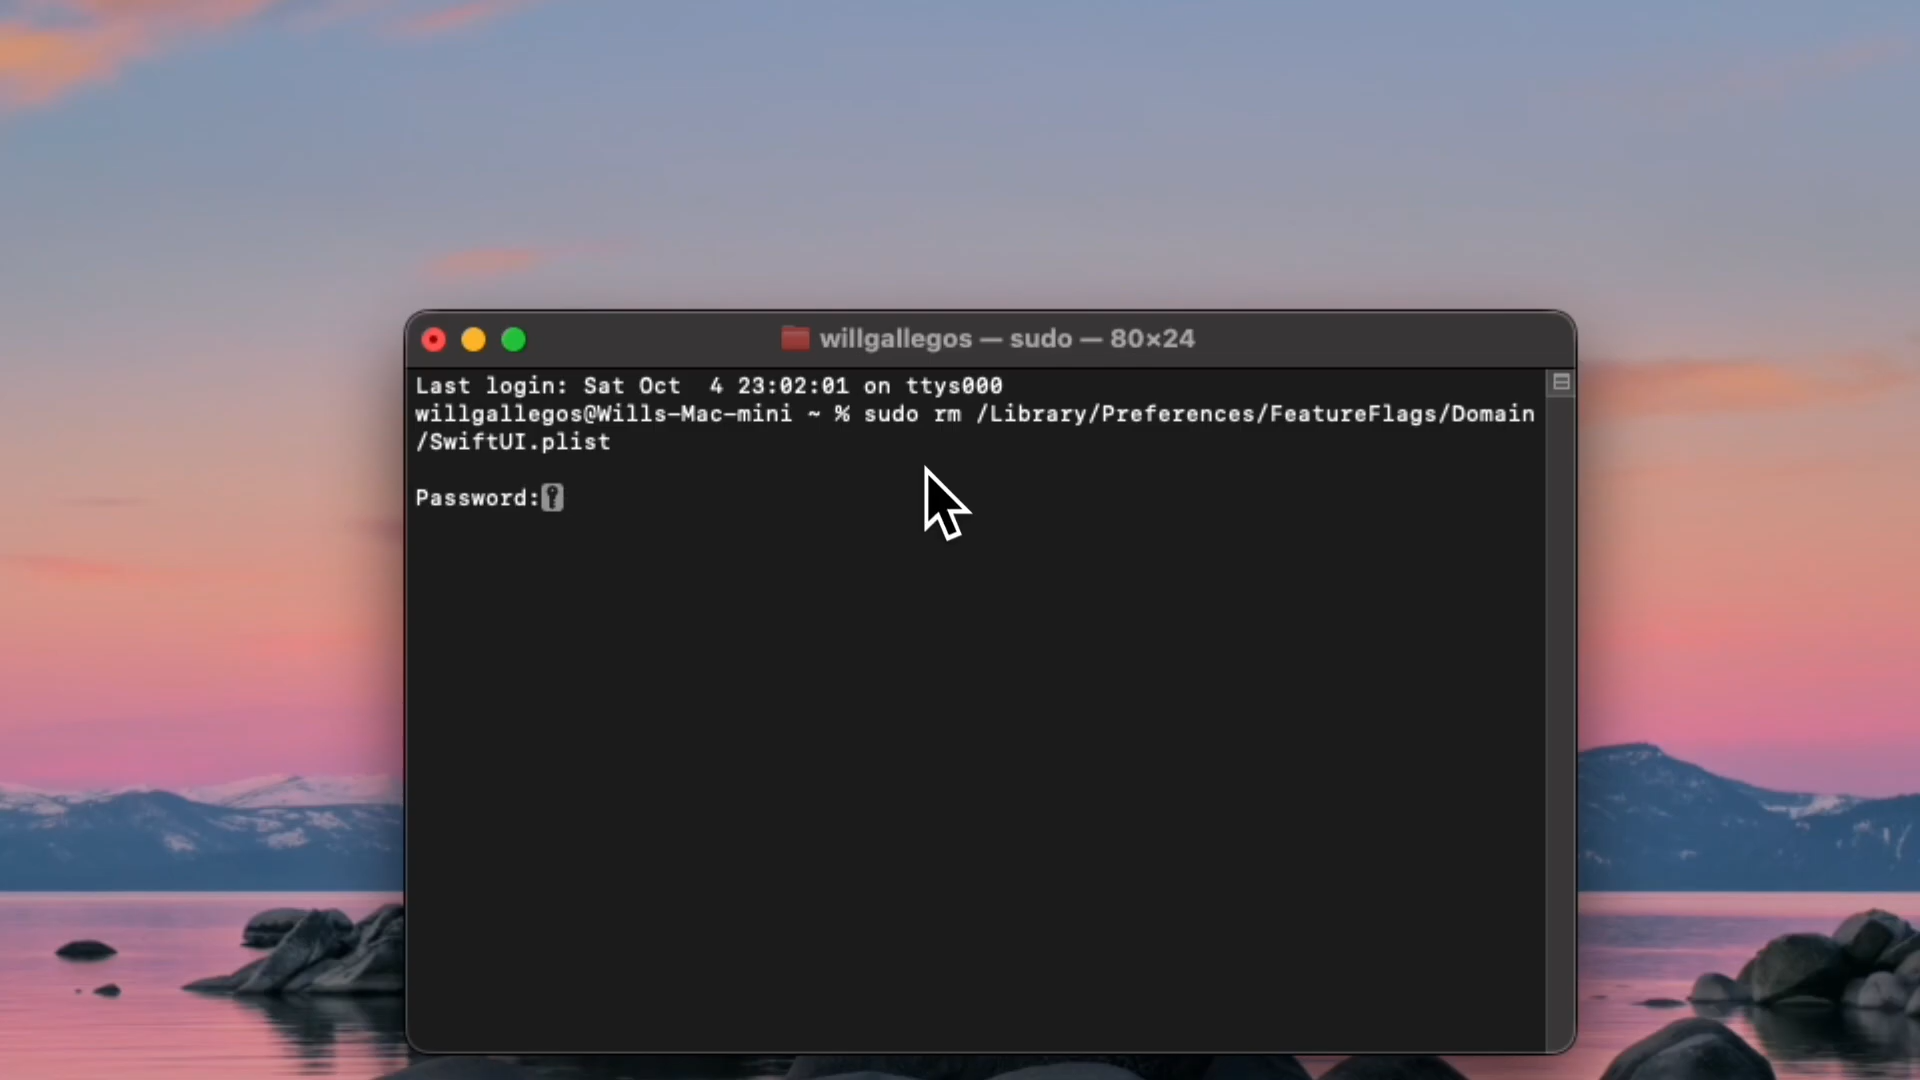 willgallegos — sudo — 80×24
Last login: Sat Oct  4 23:02:01 on ttys000
willgallegos@Wills-Mac-mini ~ % sudo rm /Library/Preferences/FeatureFlags/Domain
/SwiftUI.plist
Password: